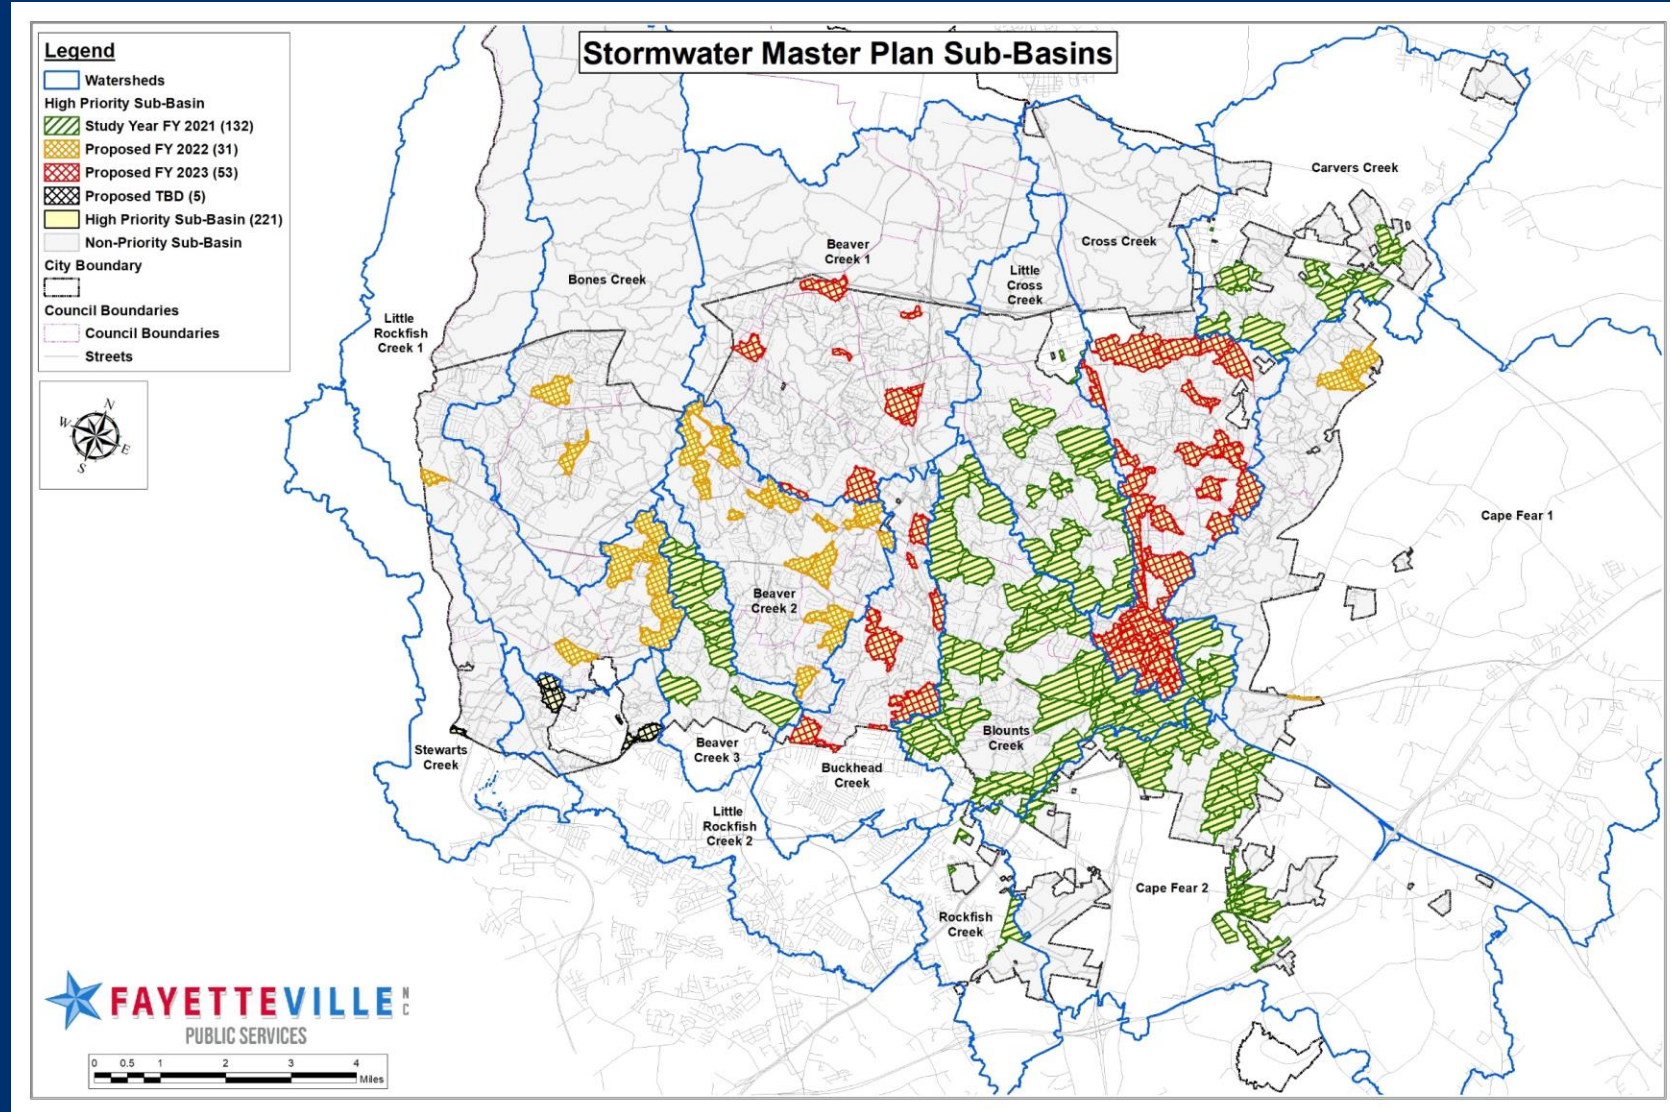 Stormwater Master Plan Sub-Basins
Legend
Watersheds
High Priority Sub-Basin
Study Year FY 2021 (132)
Proposed FY 2022 (31)
Proposed FY 2023 (53)
Proposed TBD (5)
High Priority Sub-Basin (221)
Non-Priority Sub-Basin
City Boundary
Council Boundaries
Council Boundaries
Streets
N
W
E
S
Carvers Creek
Cross Creek
Beaver
Creek 1
Little
Cross
Creek
Bones Creek
Little
Rockfish
Creek 1
Cape Fear 1
Beaver
Creek 2
Blounts
Creek
Stewarts
Creek
Beaver
Creek 3
Buckhead
Creek
Little
Rockfish
Creek 2
Cape Fear 2
Rockfish
Creek
FAYETTEVILLE NC
PUBLIC SERVICES
0 0.5 1 2 3 4
Miles